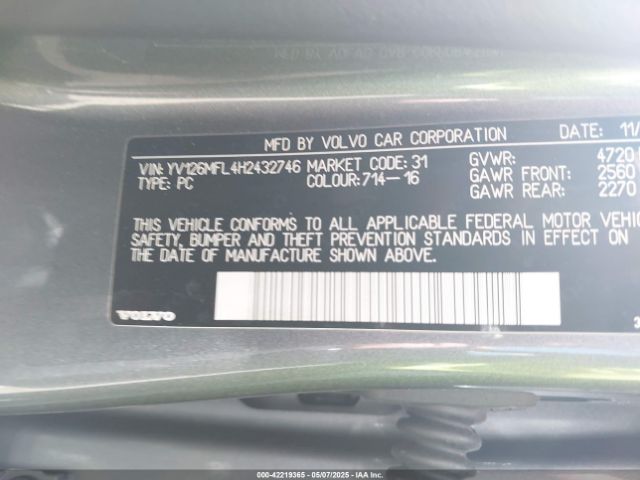 MFD BY VOLVO CAR CORPORATION DATE: 11/
VIN: YV126MFL4H2432746 MARKET CODE: 31 GVWR: 4720
TYPE: PC COLOUR: 714-16 GAWR FRONT: 2560
GAWR REAR: 2270
THIS VEHICLE CONFORMS TO ALL APPLICABLE FEDERAL MOTOR VEHIC
SAFETY, BUMPER AND THEFT PREVENTION STANDARDS IN EFFECT ON
THE DATE OF MANUFACTURE SHOWN ABOVE.
VOLVO
3
000-42219365 - 05/07/2025 - IAA Inc.